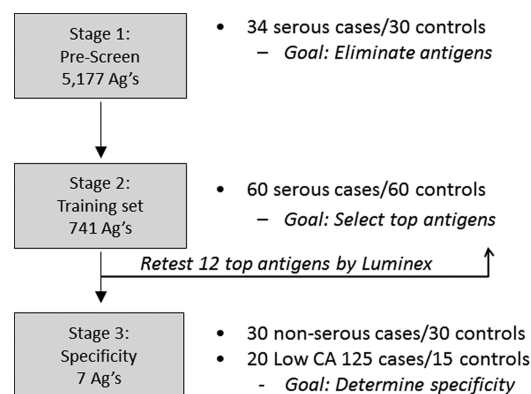 Stage 1:
Pre-Screen
5,177 Ag's
• 34 serous cases/30 controls
– Goal: Eliminate antigens
Stage 2:
Training set
741 Ag's
• 60 serous cases/60 controls
– Goal: Select top antigens
Retest 12 top antigens by Luminex
Stage 3:
Specificity
7 Ag's
• 30 non-serous cases/30 controls
• 20 Low CA 125 cases/15 controls
- Goal: Determine specificity